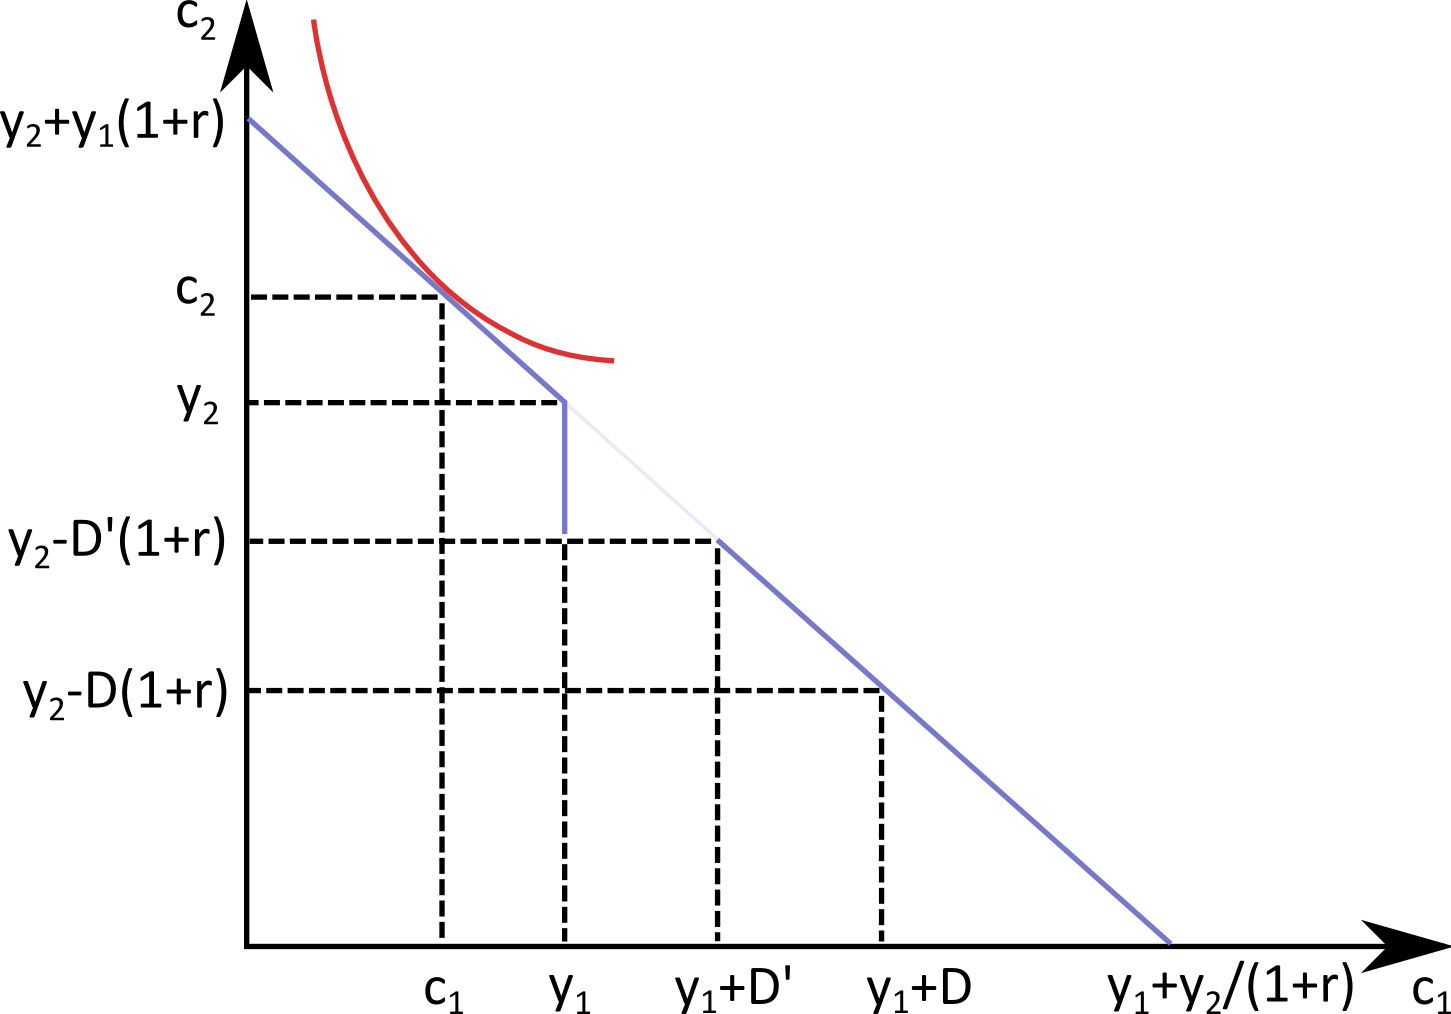 c₂
y₂+y₁(1+r)
c₂
y₂
y₂-D'(1+r)
y₂-D(1+r)
c₁ y₁ y₁+D' y₁+D y₁+y₂/(1+r) c₁